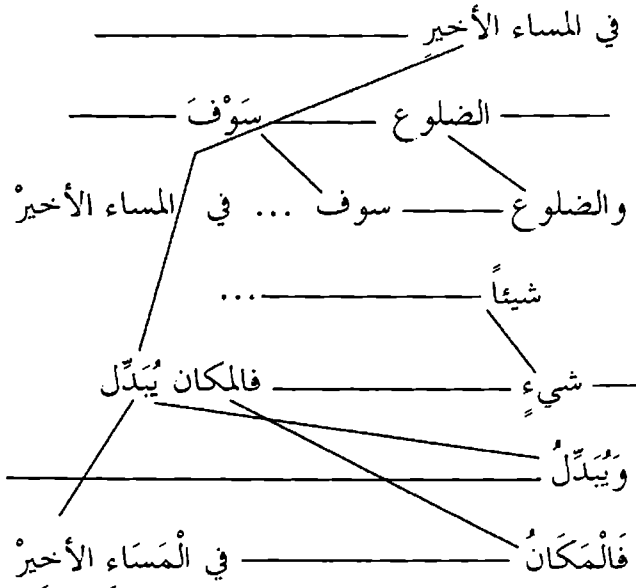 في المساء الأخيرِ
الضلوع سَوْفَ
والضلوع سوف ... في المساء الأخيرْ
شيئاً ...
شيءٍ فالمكان يُبَدِّل
وَيُبَدِّلُ
فَالْمَكَانُ في الْمَسَاء الأخيرْ